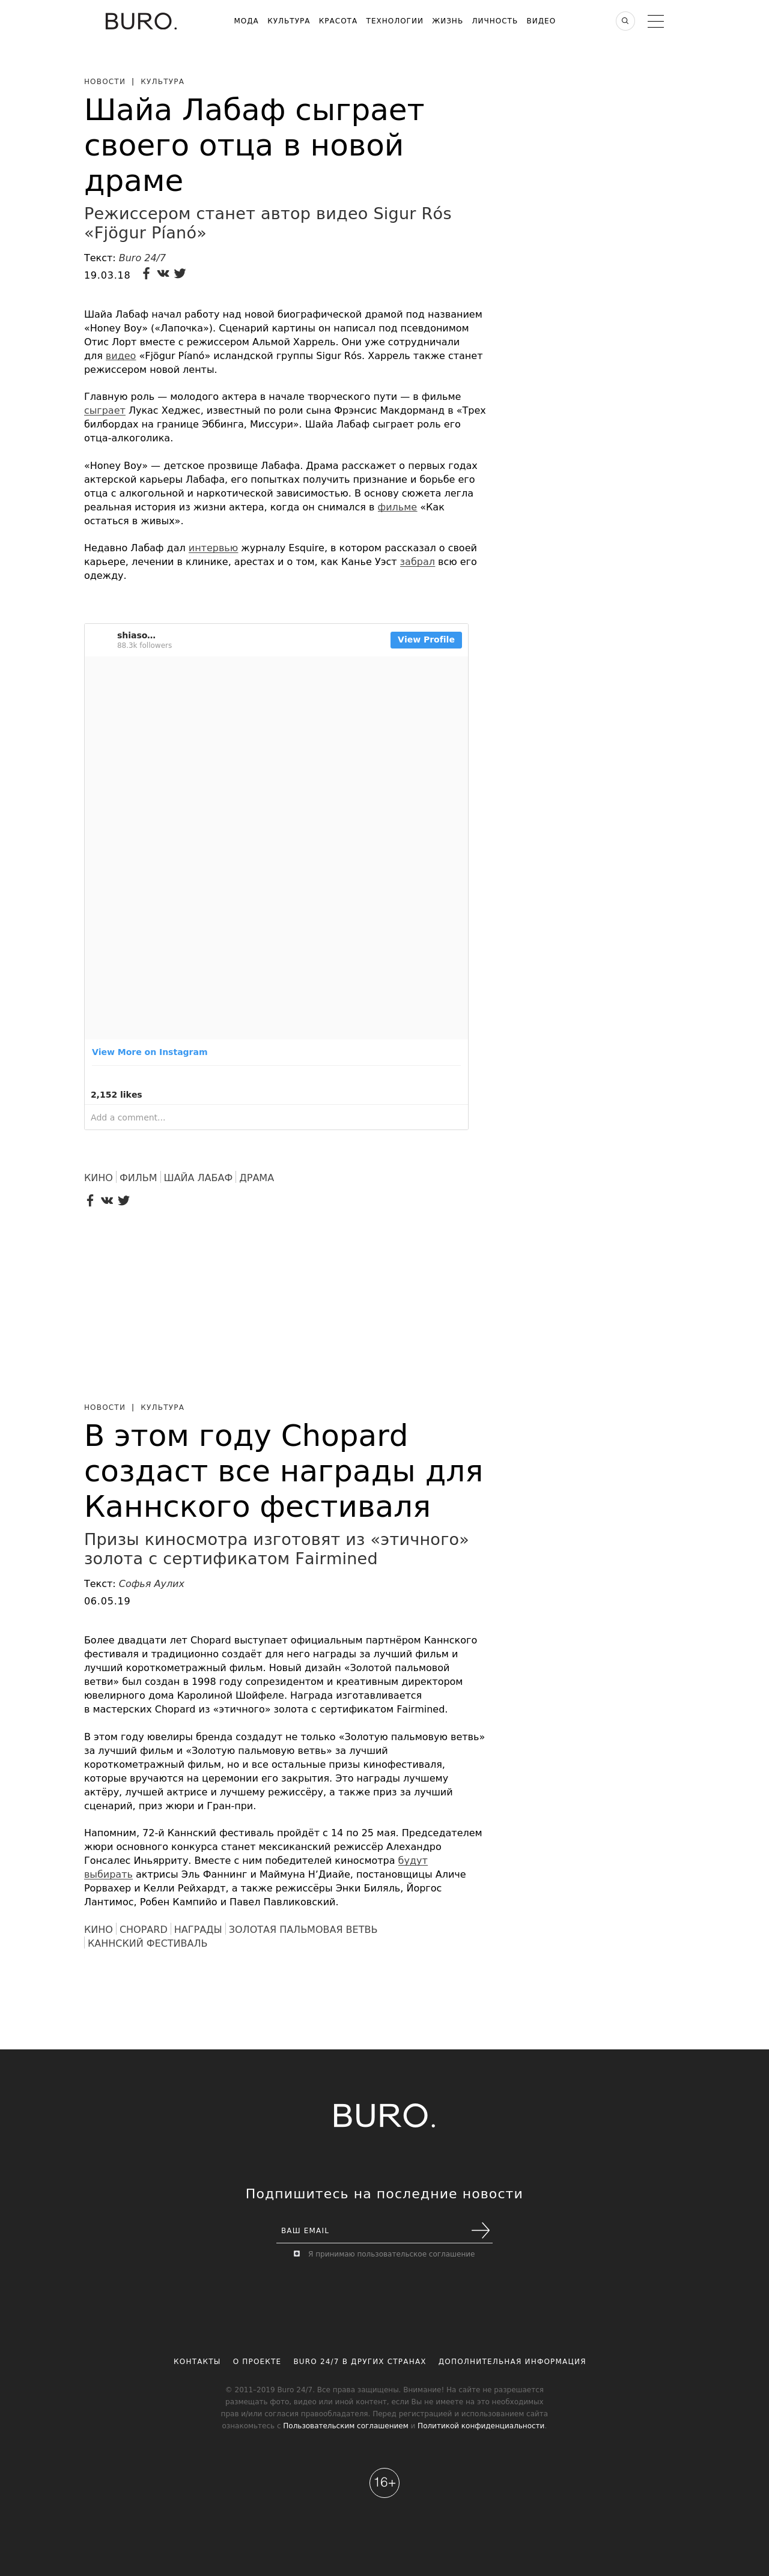 BURO.
МОДА КУЛЬТУРА КРАСОТА ТЕХНОЛОГИИ ЖИЗНЬ ЛИЧНОСТЬ ВИДЕО
НОВОСТИ | КУЛЬТУРА
Шайа Лабаф сыграет
своего отца в новой
драме
Режиссером станет автор видео Sigur Rós
«Fjögur Píanó»
Текст: Buro 24/7
19.03.18
Шайа Лабаф начал работу над новой биографической драмой под названием
«Honey Boy» («Лапочка»). Сценарий картины он написал под псевдонимом
Отис Лорт вместе с режиссером Альмой Харрель. Они уже сотрудничали
для видео «Fjögur Píanó» исландской группы Sigur Rós. Харрель также станет
режиссером новой ленты.
Главную роль — молодого актера в начале творческого пути — в фильме
сыграет Лукас Хеджес, известный по роли сына Фрэнсис Макдорманд в «Трех
билбордах на границе Эббинга, Миссури». Шайа Лабаф сыграет роль его
отца-алкоголика.
«Honey Boy» — детское прозвище Лабафа. Драма расскажет о первых годах
актерской карьеры Лабафа, его попытках получить признание и борьбе его
отца с алкогольной и наркотической зависимостью. В основу сюжета легла
реальная история из жизни актера, когда он снимался в фильме «Как
остаться в живых».
Недавно Лабаф дал интервью журналу Esquire, в котором рассказал о своей
карьере, лечении в клинике, арестах и о том, как Канье Уэст забрал всю его
одежду.
shiaso...
88.3k followers
View Profile
View More on Instagram
2,152 likes
Add a comment...
КИНО ФИЛЬМ ШАЙА ЛАБАФ ДРАМА
НОВОСТИ | КУЛЬТУРА
В этом году Chopard
создаст все награды для
Каннского фестиваля
Призы киносмотра изготовят из «этичного»
золота с сертификатом Fairmined
Текст: Софья Аулих
06.05.19
Более двадцати лет Chopard выступает официальным партнёром Каннского
фестиваля и традиционно создаёт для него награды за лучший фильм и
лучший короткометражный фильм. Новый дизайн «Золотой пальмовой
ветви» был создан в 1998 году сопрезидентом и креативным директором
ювелирного дома Каролиной Шойфеле. Награда изготавливается
в мастерских Chopard из «этичного» золота с сертификатом Fairmined.
В этом году ювелиры бренда создадут не только «Золотую пальмовую ветвь»
за лучший фильм и «Золотую пальмовую ветвь» за лучший
короткометражный фильм, но и все остальные призы кинофестиваля,
которые вручаются на церемонии его закрытия. Это награды лучшему
актёру, лучшей актрисе и лучшему режиссёру, а также приз за лучший
сценарий, приз жюри и Гран-при.
Напомним, 72-й Каннский фестиваль пройдёт с 14 по 25 мая. Председателем
жюри основного конкурса станет мексиканский режиссёр Алехандро
Гонсалес Иньярриту. Вместе с ним победителей киносмотра будут
выбирать актрисы Эль Фаннинг и Маймуна Н’Диайе, постановщицы Аличе
Рорвахер и Келли Рейхардт, а также режиссёры Энки Биляль, Йоргос
Лантимос, Робен Кампийо и Павел Павликовский.
КИНО CHOPARD НАГРАДЫ ЗОЛОТАЯ ПАЛЬМОВАЯ ВЕТВЬ
КАННСКИЙ ФЕСТИВАЛЬ
BURO.
Подпишитесь на последние новости
ВАШ EMAIL
Я принимаю пользовательское соглашение
КОНТАКТЫ О ПРОЕКТЕ BURO 24/7 В ДРУГИХ СТРАНАХ ДОПОЛНИТЕЛЬНАЯ ИНФОРМАЦИЯ
© 2011–2019 Buro 24/7. Все права защищены. Внимание! На сайте не разрешается
размещать фото, видео или иной контент, если Вы не имеете на это необходимых
прав и/или согласия правообладателя. Перед регистрацией и использованием сайта
ознакомьтесь с Пользовательским соглашением и Политикой конфиденциальности.
16+